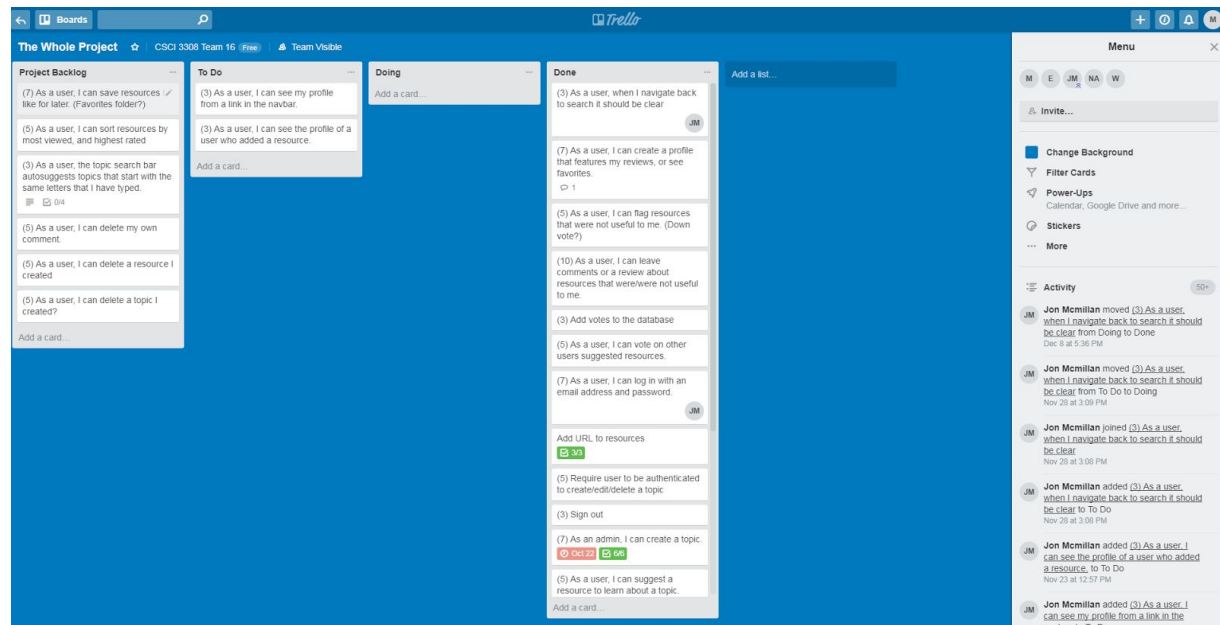 Boards
Trello
M
The Whole Project
CSCI 3308 Team 16
Free
Team Visible
Project Backlog
(7) As a user, I can save resources
like for later. (Favorites folder?)
(5) As a user, I can sort resources by
most viewed, and highest rated
(3) As a user, the topic search bar
autosuggests topics that start with the
same letters that I have typed.
0/4
(5) As a user, I can delete my own
comment.
(5) As a user, I can delete a resource I
created
(5) As a user, I can delete a topic I
created?
Add a card...
To Do
(3) As a user, I can see my profile
from a link in the navbar.
(3) As a user, I can see the profile of a
user who added a resource.
Add a card...
Doing
Add a card...
Done
(3) As a user, when I navigate back
to search it should be clear
JM
(7) As a user, I can create a profile
that features my reviews, or see
favorites.
1
(5) As a user, I can flag resources
that were not useful to me. (Down
vote?)
(10) As a user, I can leave
comments or a review about
resources that were/were not useful
to me.
(3) Add votes to the database
(5) As a user, I can vote on other
users suggested resources.
(7) As a user, I can log in with an
email address and password.
JM
Add URL to resources
3/3
(5) Require user to be authenticated
to create/edit/delete a topic
(3) Sign out
(7) As an admin, I can create a topic.
Oct 22 6/6
(5) As a user, I can suggest a
resource to learn about a topic.
Add a card...
Add a list...
Menu
M E JM NA W
Invite...
Change Background
Filter Cards
Power-Ups
Calendar, Google Drive and more...
Stickers
More
Activity
50+
JM
Jon Mcmillan moved (3) As a user,
when I navigate back to search it should
be clear from Doing to Done
Dec 8 at 5:36 PM
JM
Jon Mcmillan moved (3) As a user,
when I navigate back to search it should
be clear from To Do to Doing
Nov 28 at 3:09 PM
JM
Jon Mcmillan joined (3) As a user,
when I navigate back to search it should
be clear
Nov 28 at 3:08 PM
JM
Jon Mcmillan added (3) As a user,
when I navigate back to search it should
be clear to To Do
Nov 28 at 3:08 PM
JM
Jon Mcmillan added (3) As a user, I
can see the profile of a user who added
a resource. to To Do
Nov 23 at 12:57 PM
JM
Jon Mcmillan added (3) As a user, I
can see my profile from a link in the